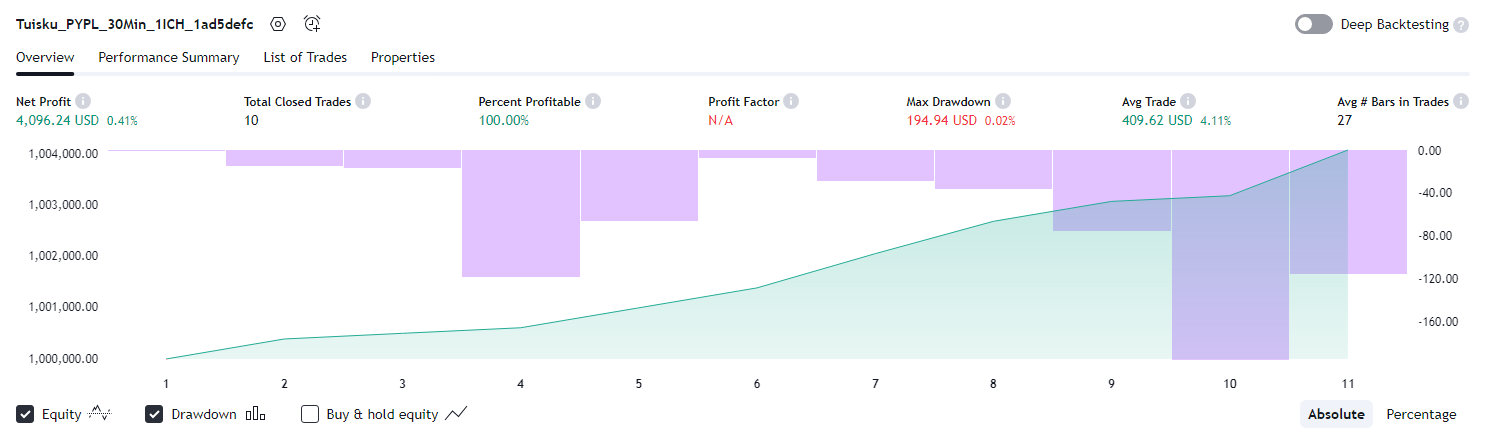 Tuisku_PYPL_30Min_1ICH_1ad5defc
Deep Backtesting ?
Overview Performance Summary List of Trades Properties
Net Profit i Total Closed Trades i Percent Profitable i Profit Factor i Max Drawdown i Avg Trade i Avg # Bars in Trades i
4,096.24 USD 0.41% 10 100.00% N/A 194.94 USD 0.02% 409.62 USD 4.11% 27
1,004,000.00 0.00
1,003,000.00 -40.00
1,002,000.00 -80.00
1,001,000.00 -120.00
1,000,000.00 -160.00
1 2 3 4 5 6 7 8 9 10 11
Equity Drawdown Buy & hold equity Absolute Percentage